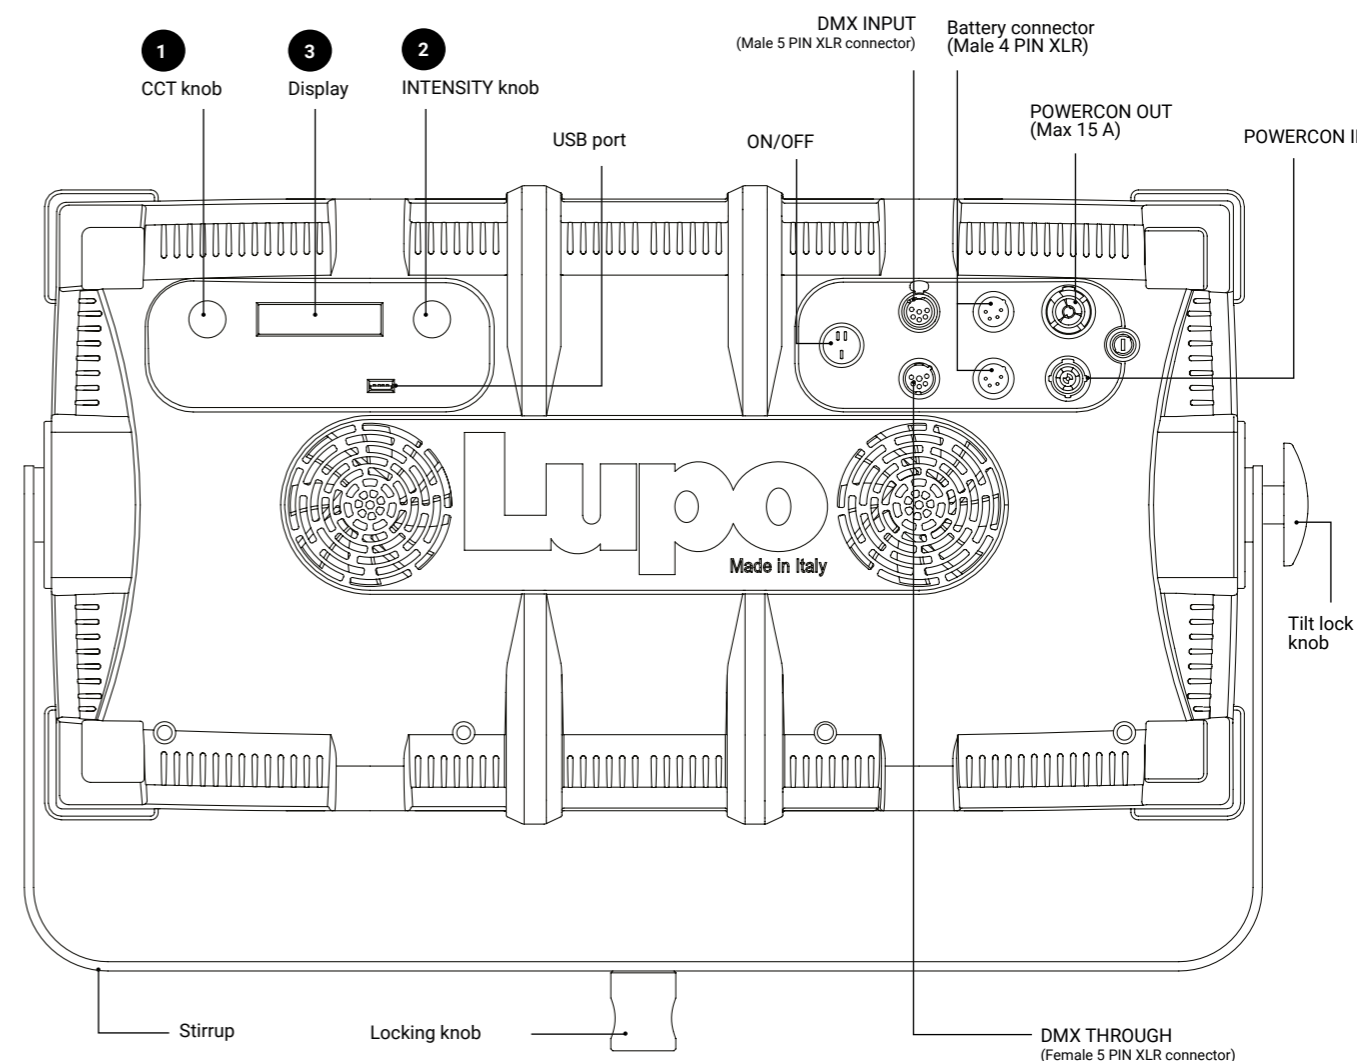 1
CCT knob
3
Display
2
INTENSITY knob
USB port
ON/OFF
DMX INPUT
(Male 5 PIN XLR connector)
Battery connector
(Male 4 PIN XLR)
POWERCON OUT
(Max 15 A)
POWERCON I
Lupo
Made in Italy
Tilt lock
knob
Stirrup
Locking knob
DMX THROUGH
(Female 5 PIN XLR connector)